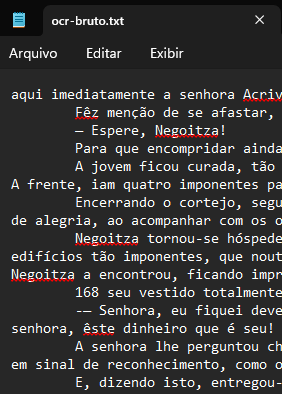 ocr-bruto.txt
Arquivo Editar Exibir
aqui imediatamente a senhora Acriv
Fêz menção de se afastar,
— Espere, Negoitza!
Para que encompridar ainda
A jovem ficou curada, tão
A frente, iam quatro imponentes pa
Encerrando o cortejo, segu
de alegria, ao acompanhar com os o
Negoitza tornou-se hóspede
edifícios tão imponentes, que nout
Negoitza a encontrou, ficando impr
168 seu vestido totalmente
-— Senhora, eu fiquei deve
senhora, êste dinheiro que é seu!
A senhora lhe perguntou ch
em sinal de reconhecimento, como o
E, dizendo isto, entregou-